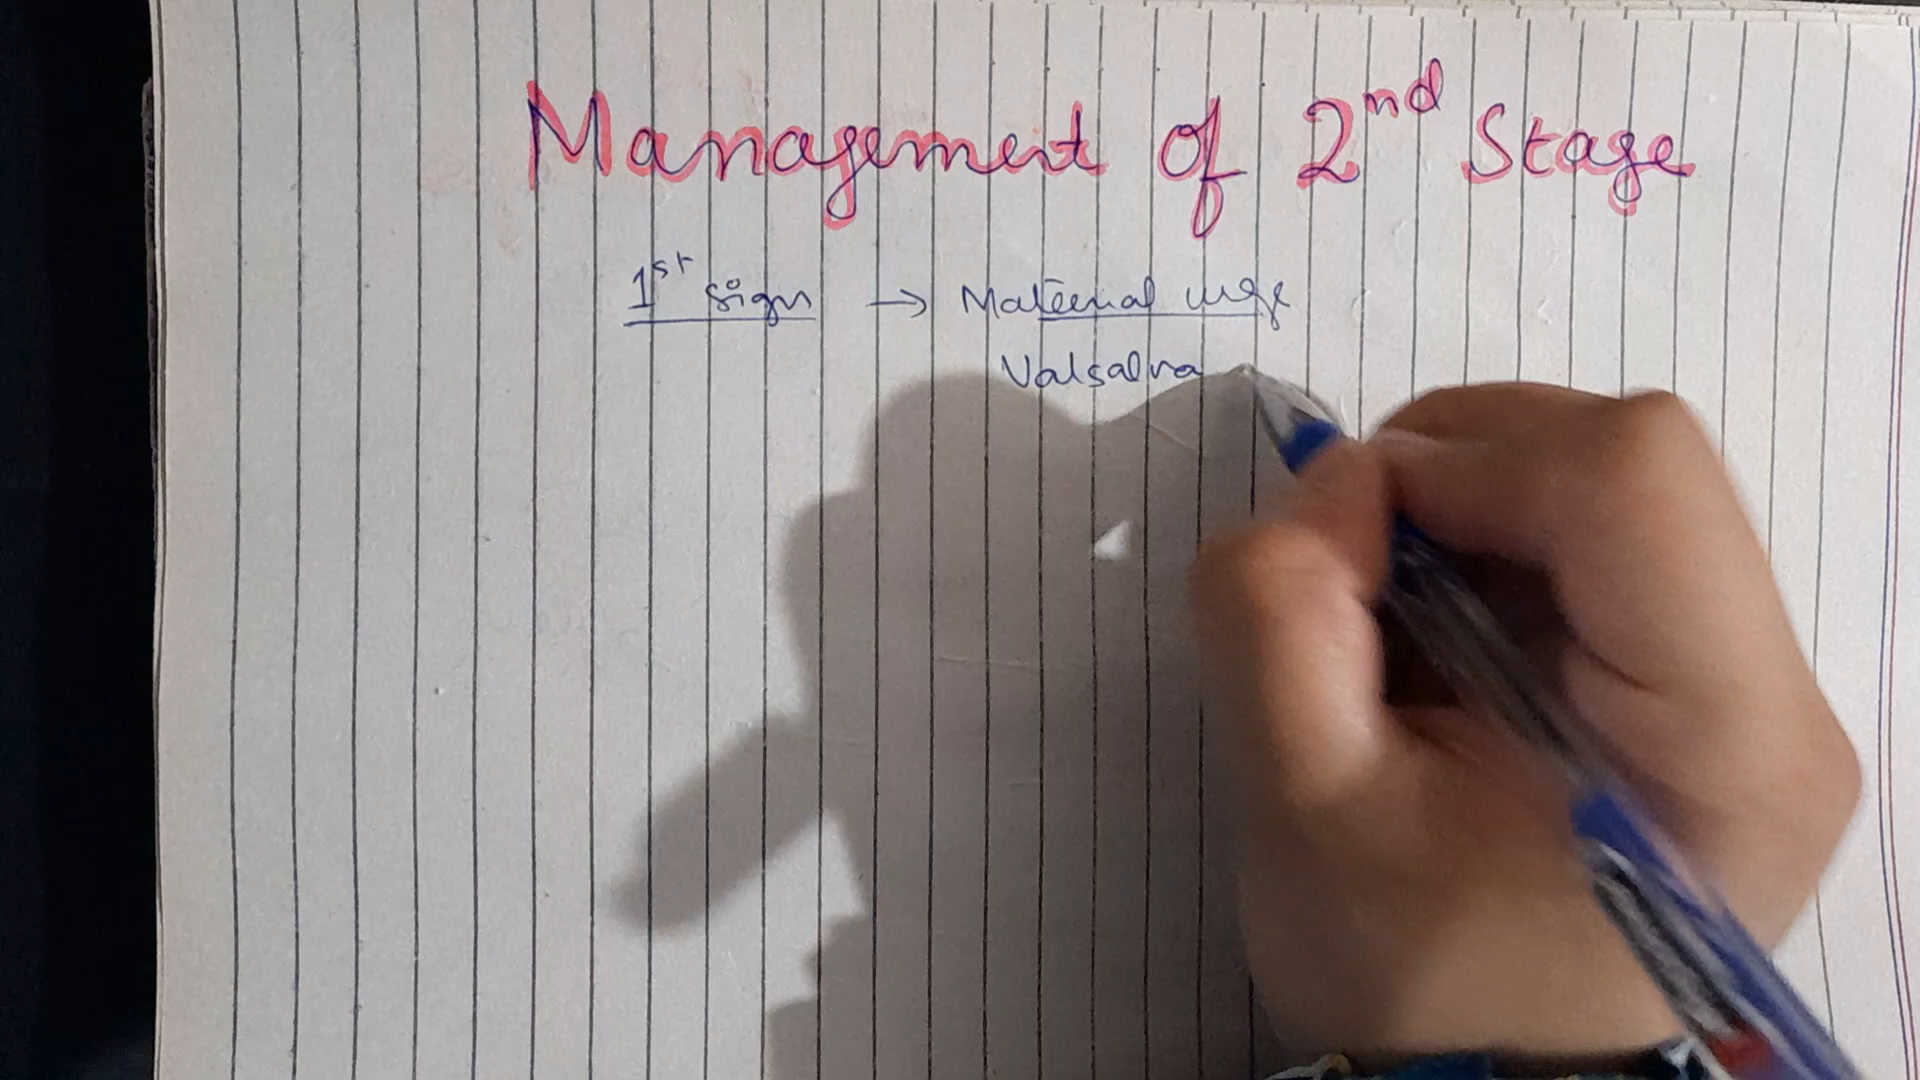 Management of 2nd Stage
1st sign → Maternal urge
Valsalva